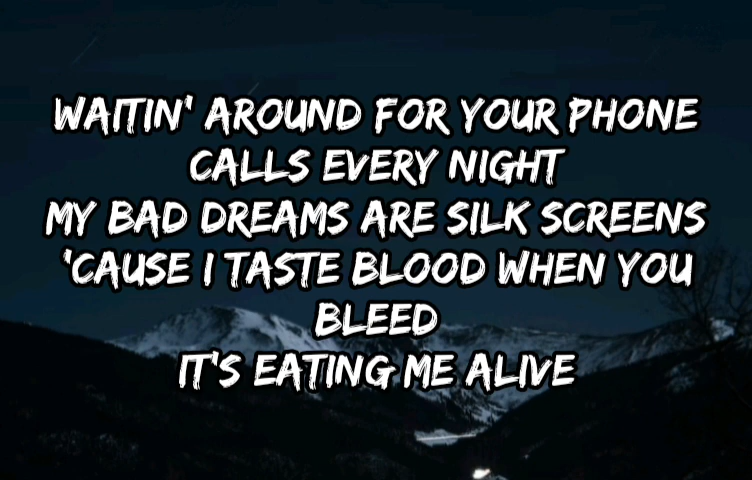 WAITIN' AROUND FOR YOUR PHONE
CALLS EVERY NIGHT
MY BAD DREAMS ARE SILK SCREENS
'CAUSE I TASTE BLOOD WHEN YOU
BLEED
IT'S EATING ME ALIVE